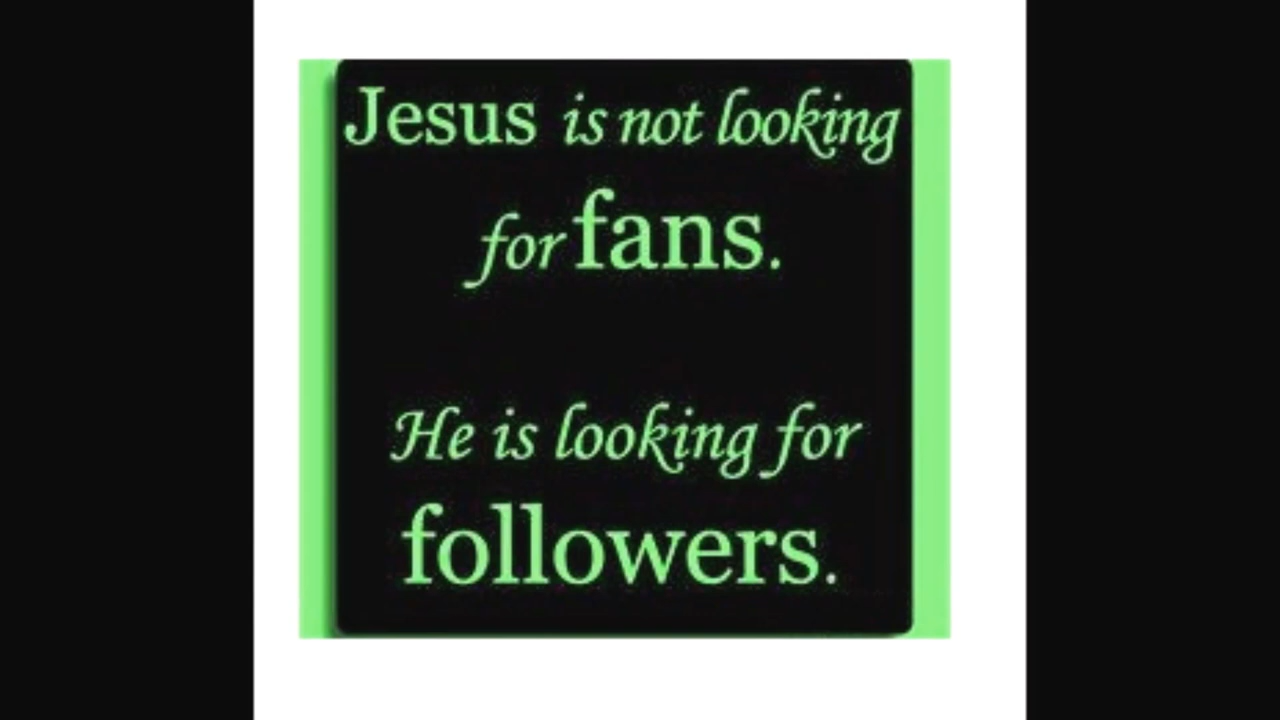 Jesus is not looking
for fans.
He is looking for
followers.